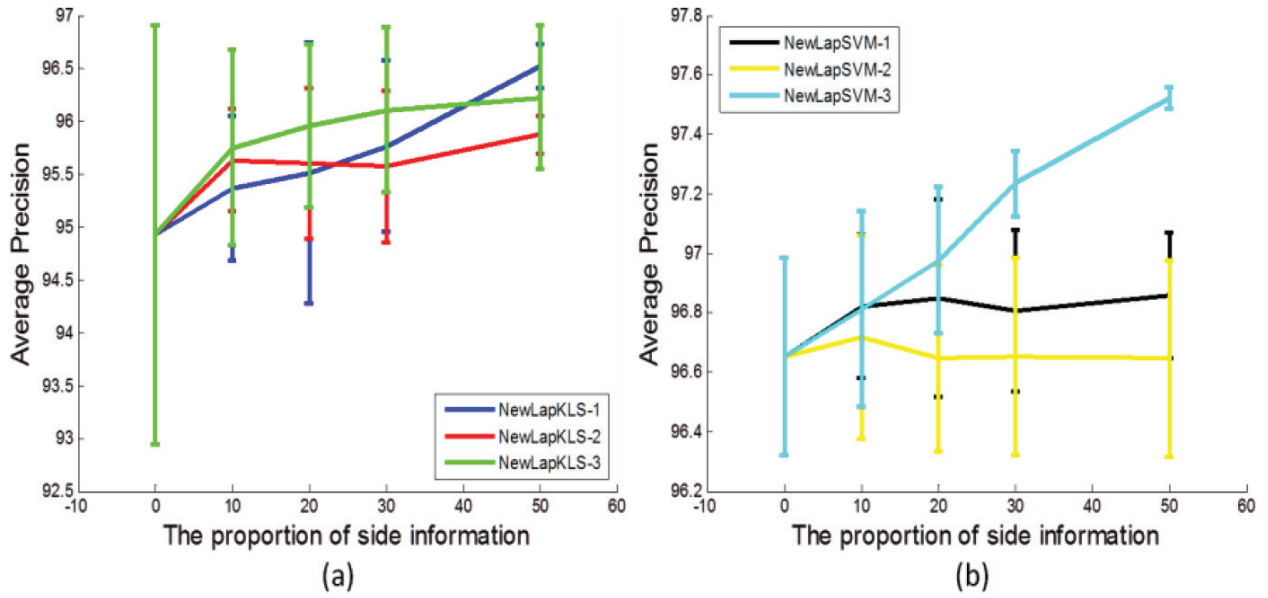 97
96.5
96
95.5
95
94.5
94
93.5
93
92.5
-10 0 10 20 30 40 50 60
Average Precision
The proportion of side information
NewLapKLS-1
NewLapKLS-2
NewLapKLS-3
(a)
97.8
97.6
97.4
97.2
97
96.8
96.6
96.4
96.2
-10 0 10 20 30 40 50 60
Average Precision
The proportion of side information
NewLapSVM-1
NewLapSVM-2
NewLapSVM-3
(b)